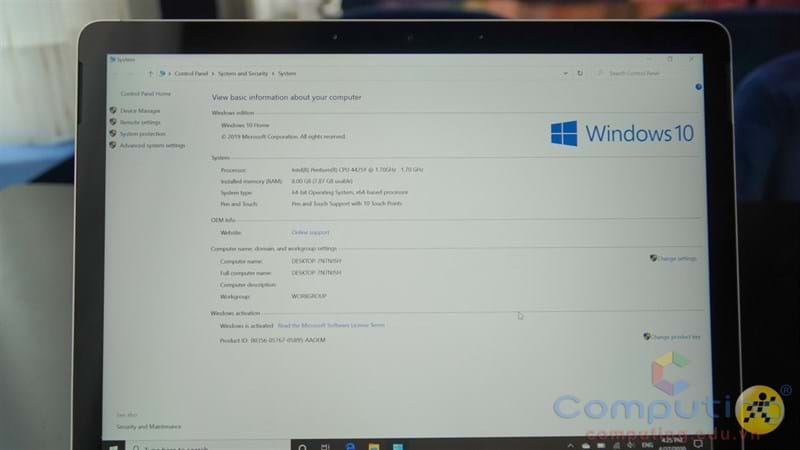 System
Control Panel > System and Security > System
Search Control Panel
Control Panel Home
Device Manager
Remote settings
System protection
Advanced system settings
View basic information about your computer
Windows edition
Windows 10 Home
© 2019 Microsoft Corporation. All rights reserved.
Windows 10
System
Processor: Intel(R) Pentium(R) CPU 4425Y @ 1.70GHz 1.70 GHz
Installed memory (RAM): 8.00 GB (7.87 GB usable)
System type: 64-bit Operating System, x64-based processor
Pen and Touch: Pen and Touch Support with 10 Touch Points
OEM Info
Website: Online support
Computer name, domain, and workgroup settings
Computer name:
Full computer name:
Computer description:
Workgroup: WORKGROUP
Change settings
Windows activation
Windows is activated Read the Microsoft Software License Terms
Product ID: 00356-05767-05895-AAOEM
Change product key
See also
Security and Maintenance
Type here to search
ENG
4:25 PM
Computing
®
computing.edu.vn